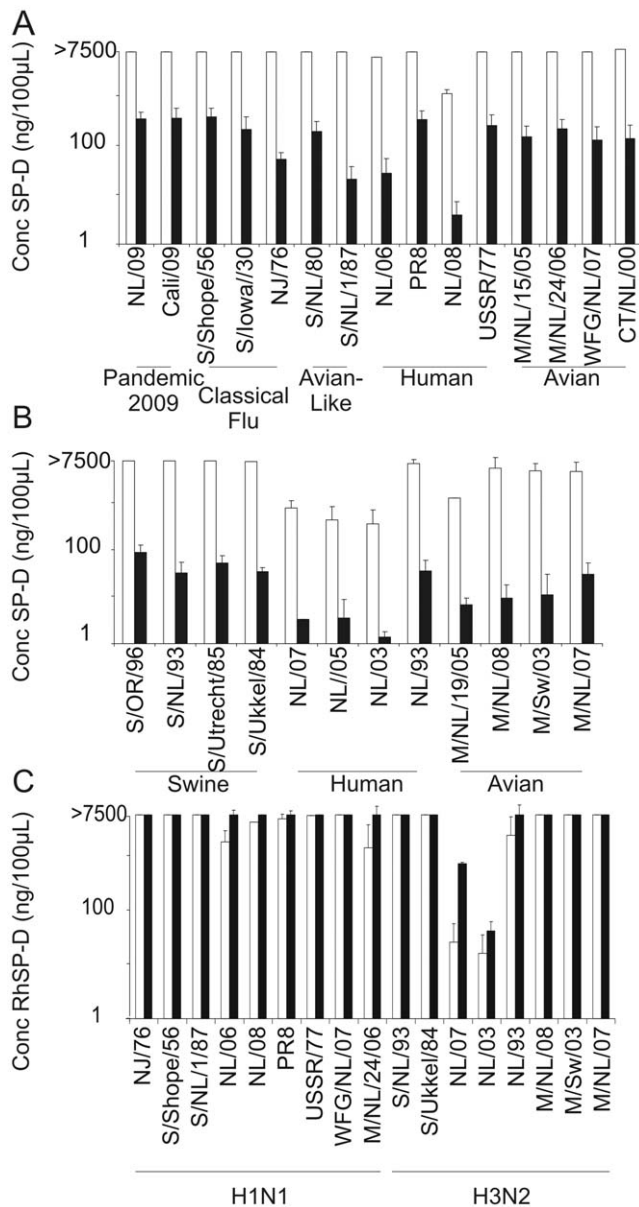 A
Conc SP-D (ng/100µL)
>7500
100
1
NL/09
Cali/09
S/Shope/56
S/Iowa//30
NJ/76
S/NL/80
S/NL/1/87
NL/06
PR8
NL/08
USSR/77
M/NL/15/05
M/NL/24/06
WFG/NL/07
CT/NL/00
Pandemic
2009
Classical
Flu
Avian-
Like
Human
Avian
B
Conc SP-D (ng/100µL)
>7500
100
1
S/OR/96
S/NL/93
S/Utrecht/85
S/Ukkel/84
NL/07
NL//05
NL/03
NL/93
M/NL/19/05
M/NL/08
M/Sw/03
M/NL/07
Swine
Human
Avian
C
Conc RhSP-D (ng/100µL)
>7500
100
1
NJ/76
S/Shope/56
S/NL/1/87
NL/06
NL/08
PR8
USSR/77
WFG/NL/07
M/NL/24/06
S/NL/93
S/Ukkel/84
NL/07
NL/03
NL/93
M/NL/08
M/Sw/03
M/NL/07
H1N1
H3N2